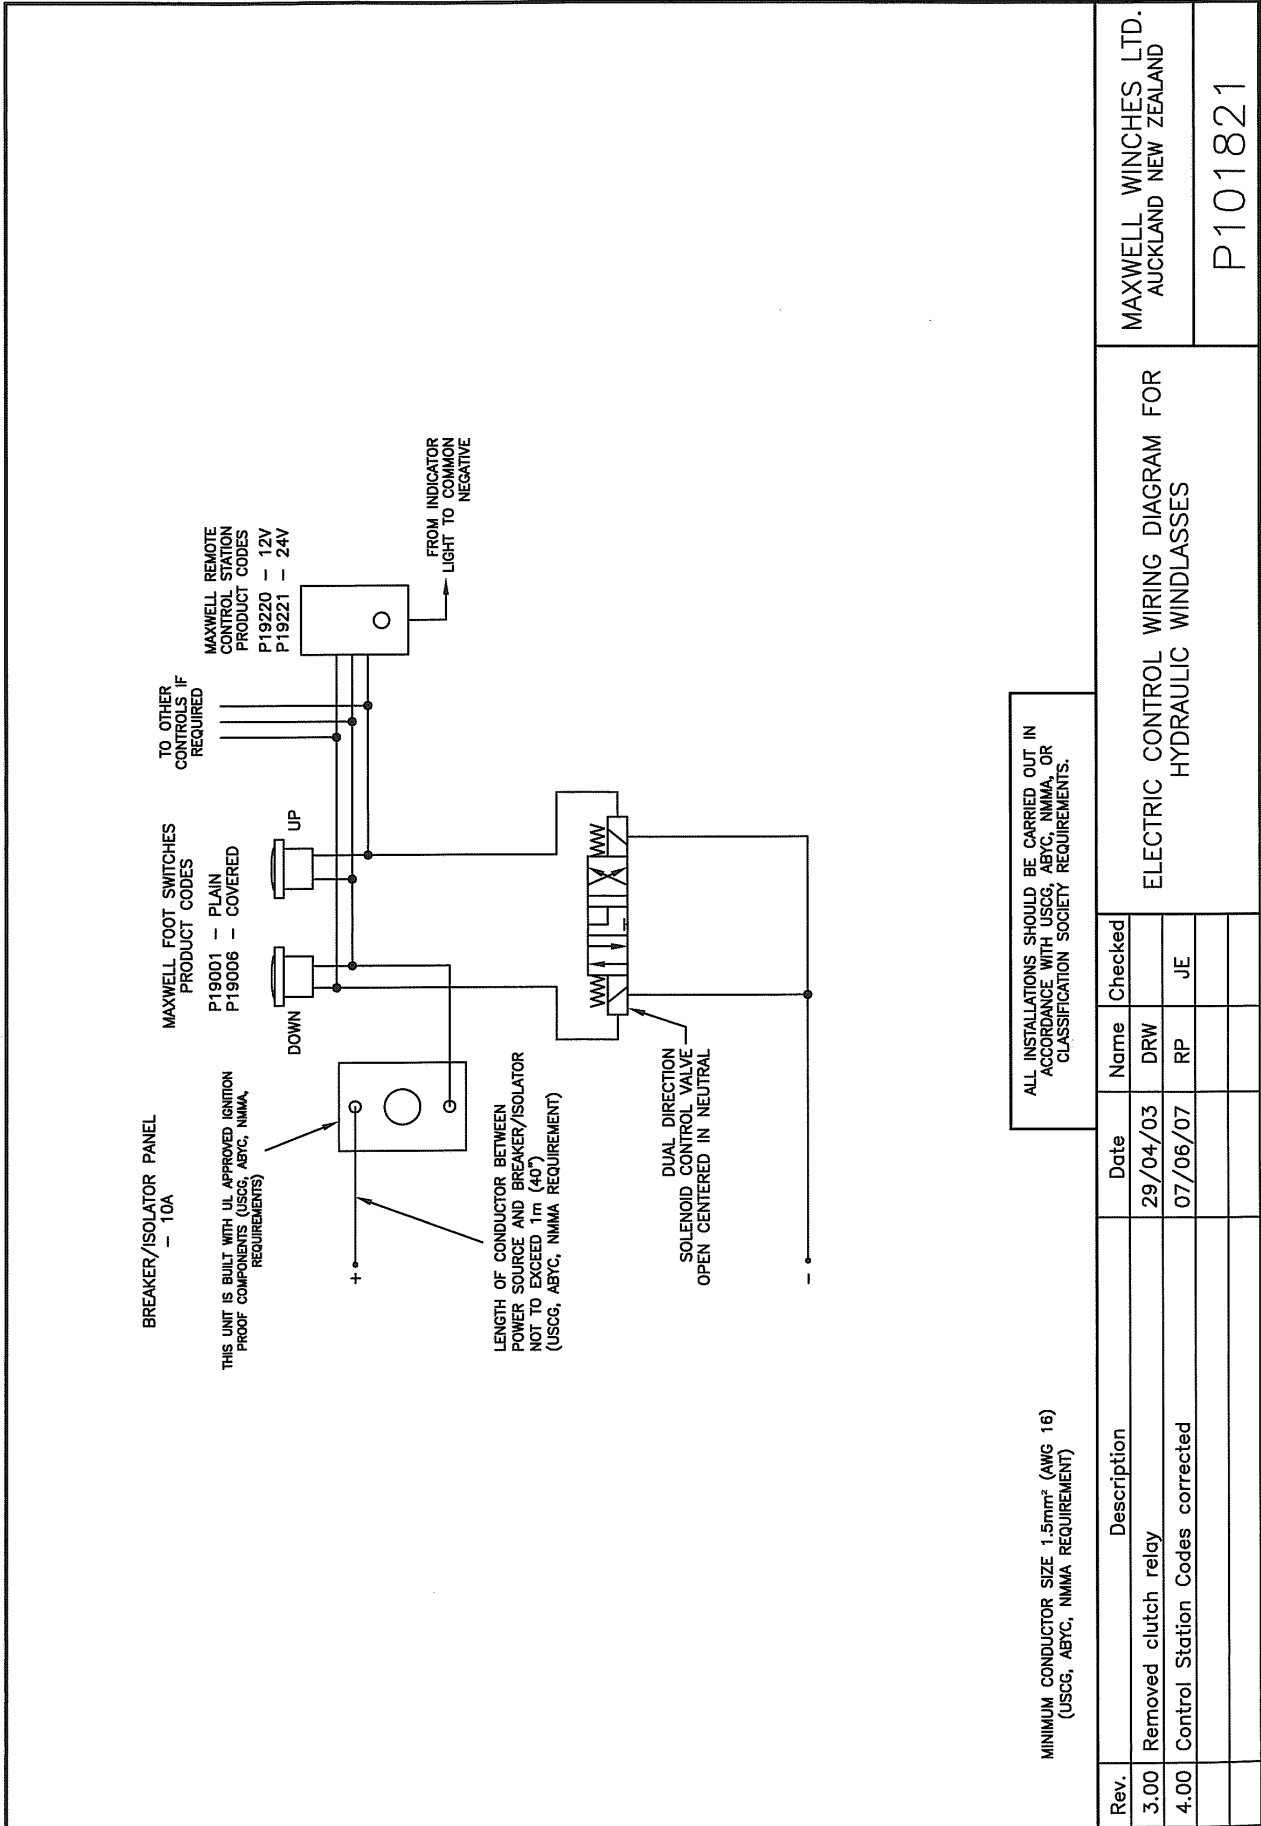 BREAKER/ISOLATOR PANEL
– 10A
THIS UNIT IS BUILT WITH UL APPROVED IGNITION
PROOF COMPONENTS (USCG, ABYC, NMMA,
REQUIREMENTS)
MAXWELL FOOT SWITCHES
PRODUCT CODES
P19001 – PLAIN
P19006 – COVERED
DOWN
UP
TO OTHER
CONTROLS IF
REQUIRED
MAXWELL REMOTE
CONTROL STATION
PRODUCT CODES
P19220 – 12V
P19221 – 24V
FROM INDICATOR
LIGHT TO COMMON
NEGATIVE
+
LENGTH OF CONDUCTOR BETWEEN
POWER SOURCE AND BREAKER/ISOLATOR
NOT TO EXCEED 1m (40")
(USCG, ABYC, NMMA REQUIREMENT)
DUAL DIRECTION
SOLENOID CONTROL VALVE
OPEN CENTERED IN NEUTRAL
–
MINIMUM CONDUCTOR SIZE 1.5mm² (AWG 16)
(USCG, ABYC, NMMA REQUIREMENT)
ALL INSTALLATIONS SHOULD BE CARRIED OUT IN
ACCORDANCE WITH USCG, ABYC, NMMA, OR
CLASSIFICATION SOCIETY REQUIREMENTS.
Rev. Description Date Name Checked
3.00 Removed clutch relay 29/04/03 DRW
4.00 Control Station Codes corrected 07/06/07 RP JE
ELECTRIC CONTROL WIRING DIAGRAM FOR
HYDRAULIC WINDLASSES
MAXWELL WINCHES LTD.
AUCKLAND NEW ZEALAND
P101821